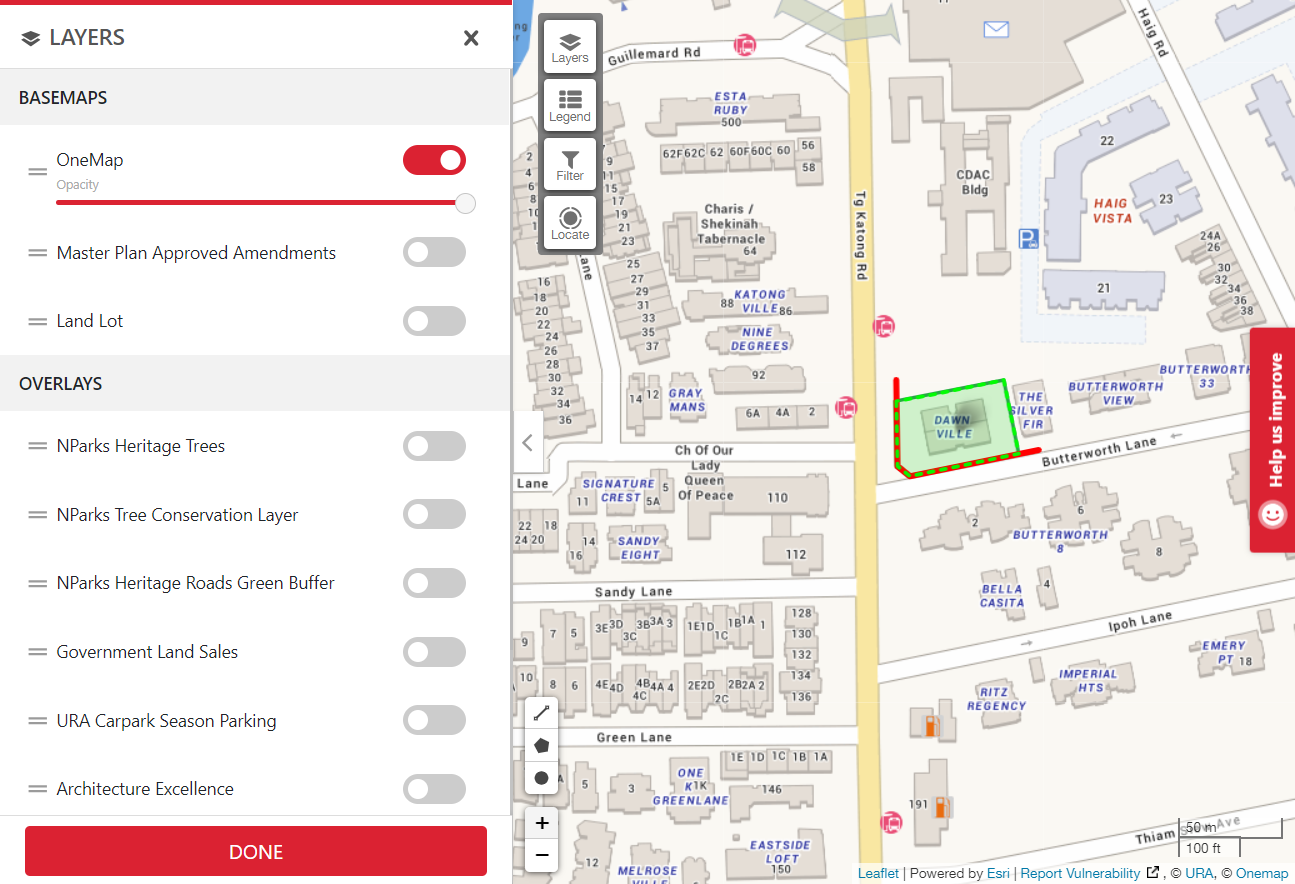 LAYERS
BASEMAPS
OneMap
Opacity
Master Plan Approved Amendments
Land Lot
OVERLAYS
NParks Heritage Trees
NParks Tree Conservation Layer
NParks Heritage Roads Green Buffer
Government Land Sales
URA Carpark Season Parking
Architecture Excellence
DONE
Layers
Legend
Filter
Locate
Guillemard Rd
Haig Rd
ESTA
RUBY
500
62F 62C 62 60F 60C 60 56
58
22
CDAC
Bldg
HAIG
VISTA
23
Tg Katong Rd
Charis /
Shekinah
Tabernacle
64
2
4
6
8
10
9
11
15
17
19
21
23
25
27
29
31
33
35
37
16
18
20
22
24
26
28
30
32
34
36
24A
26
30
32
34
36
38
21
88 KATONG
VILLE 86
NINE
DEGREES
92
14 12
GRAY
MANS
6A 4A 2
DAWN
VILLE
THE
SILVER
FIR
BUTTERWORTH
VIEW
BUTTERWORTH
33
Butterworth Lane
Ch Of Our
Lady
Queen
Of Peace
110
Lane
SIGNATURE
CREST
11
5
5A
22 18
24 20
14
16
SANDY
EIGHT
112
2
6
BUTTERWORTH
8
8
BELLA
CASITA
4
Sandy Lane
Ipoh Lane
9
7 5
3E 3D
3C
3B 3A 3
1E 1D
1C
1B 1A 1
128
130
132
134
136
10
8 6
4E 4D
4C
4B 4A 4
2E 2D
2C
2B 2A 2
EMERY
PT 18
IMPERIAL
HTS
RITZ
REGENCY
Green Lane
1E 1D 1C 1B 1A
A
5
3
ONE
K 1K
GREENLANE
146
191
12
MELROSE
VILLE
EASTSIDE
LOFT
150
Help us improve
+
−
50 m
100 ft
Leaflet | Powered by Esri | Report Vulnerability , © URA, © Onemap